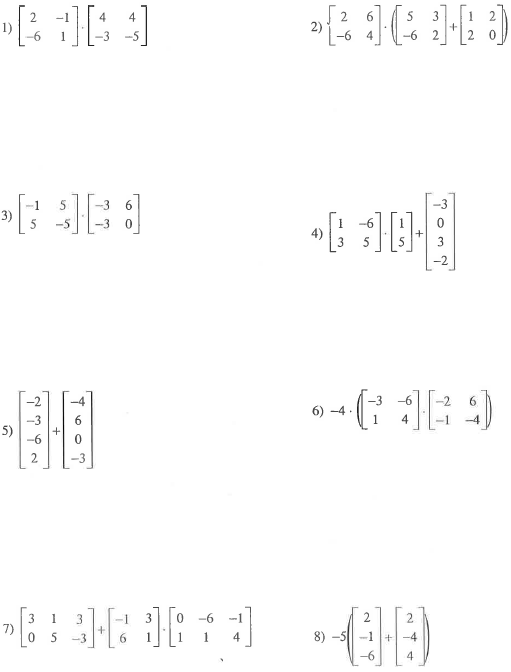 1) [2 −1; −6 1] · [4 4; −3 −5]
2) [2 6; −6 4] · ([5 3; −6 2] + [1 2; 2 0])
3) [−1 5; 5 −5] · [−3 6; −3 0]
4) [1 −6; 3 5] · [1; 5] + [−3; 0; 3; −2]
5) [−2; −3; −6; 2] + [−4; 6; 0; −3]
6) −4 · ([−3 −6; 1 4] · [−2 6; −1 −4])
7) [3 1 3; 0 5 −3] + [−1 3; 6 1] · [0 −6 −1; 1 1 4]
8) −5([2; −1; −6] + [2; −4; 4])